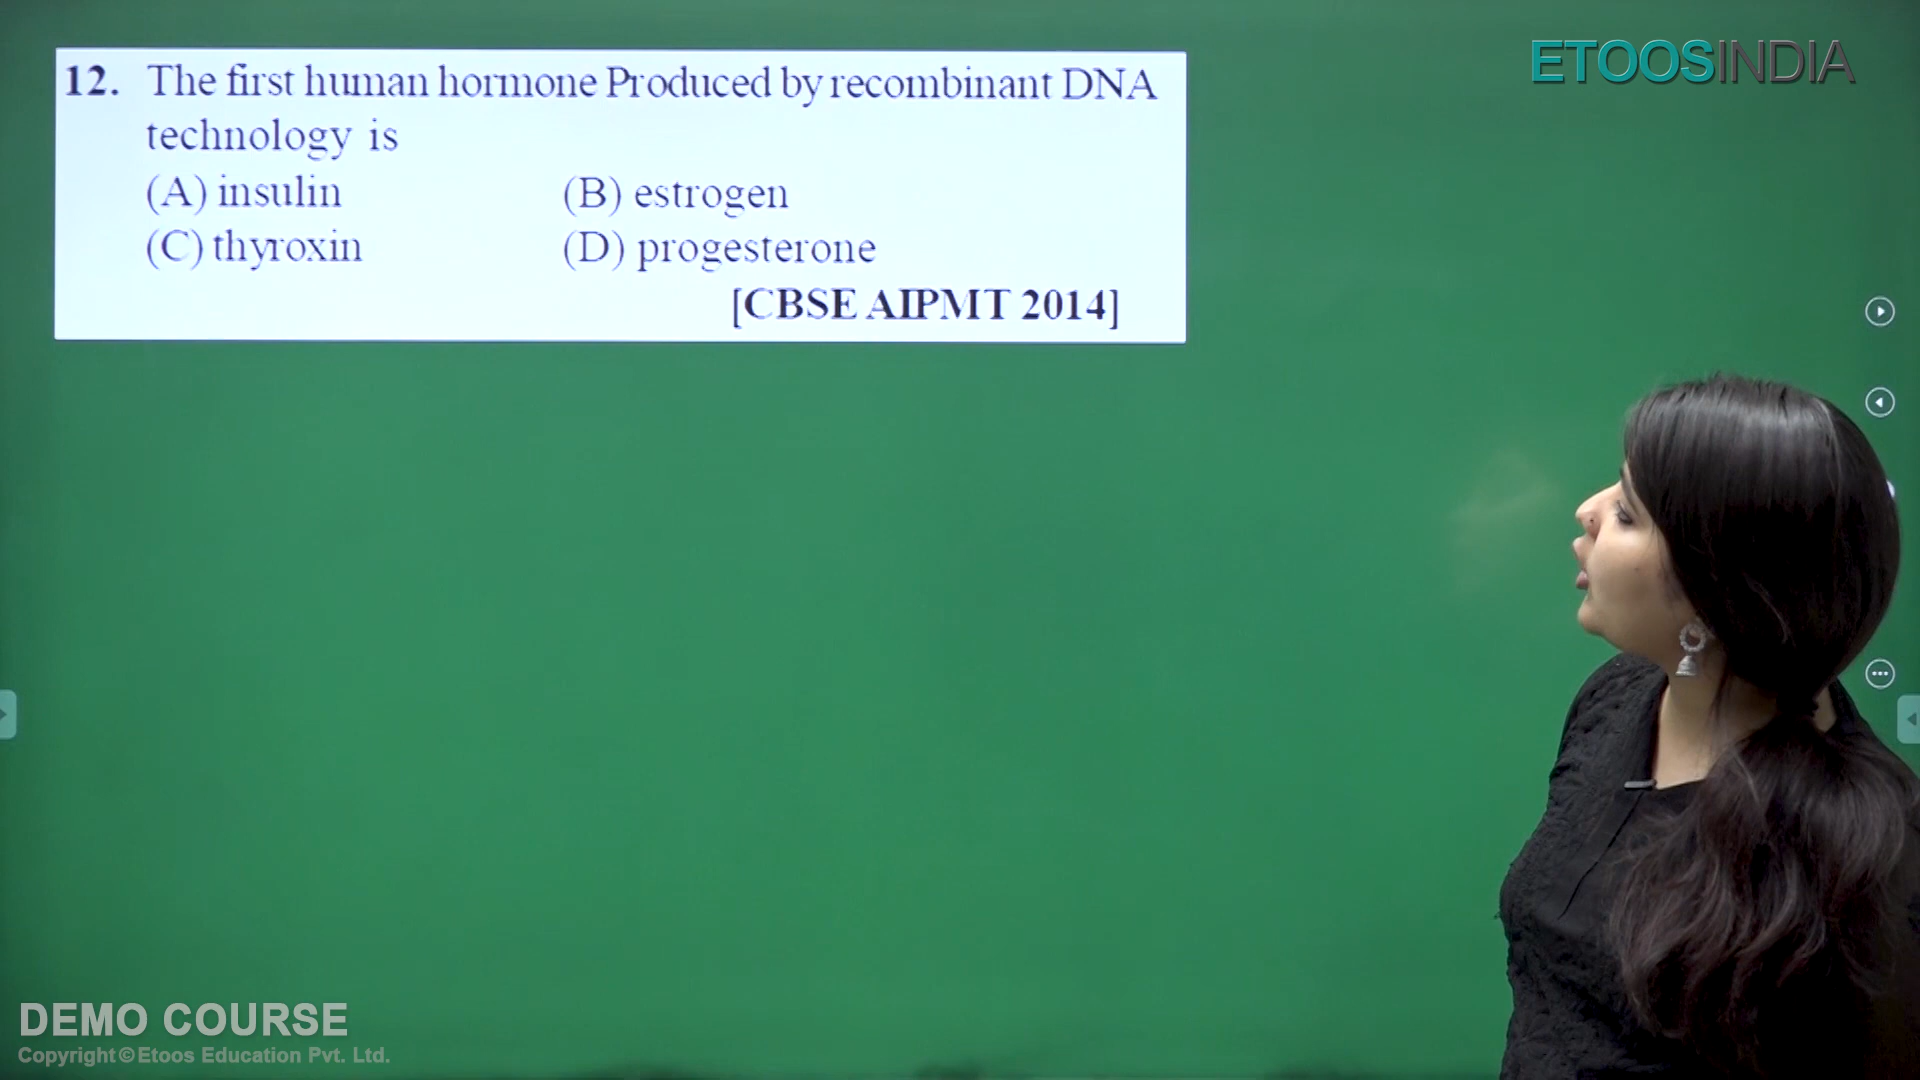 ETOOSINDIA
12. The first human hormone Produced by recombinant DNA
technology is
(A) insulin (B) estrogen
(C) thyroxin (D) progesterone
[CBSE AIPMT 2014]
DEMO COURSE
Copyright © Etoos Education Pvt. Ltd.